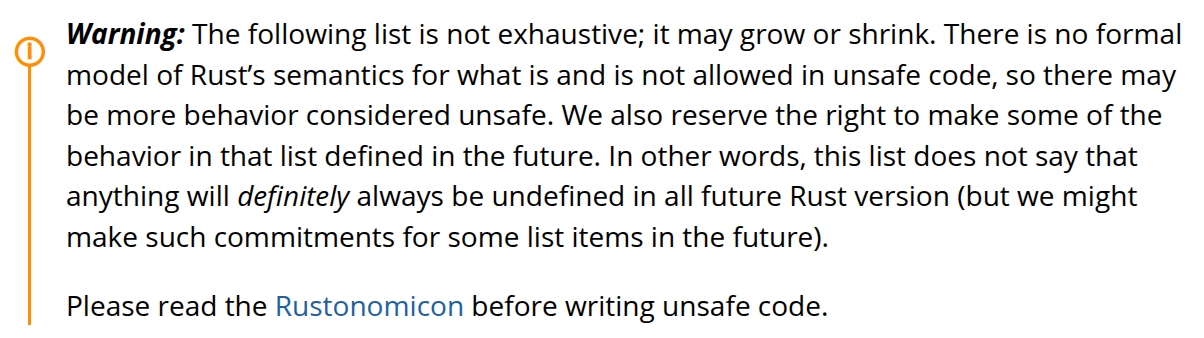 Warning: The following list is not exhaustive; it may grow or shrink. There is no formal
model of Rust’s semantics for what is and is not allowed in unsafe code, so there may
be more behavior considered unsafe. We also reserve the right to make some of the
behavior in that list defined in the future. In other words, this list does not say that
anything will definitely always be undefined in all future Rust version (but we might
make such commitments for some list items in the future).
Please read the Rustonomicon before writing unsafe code.